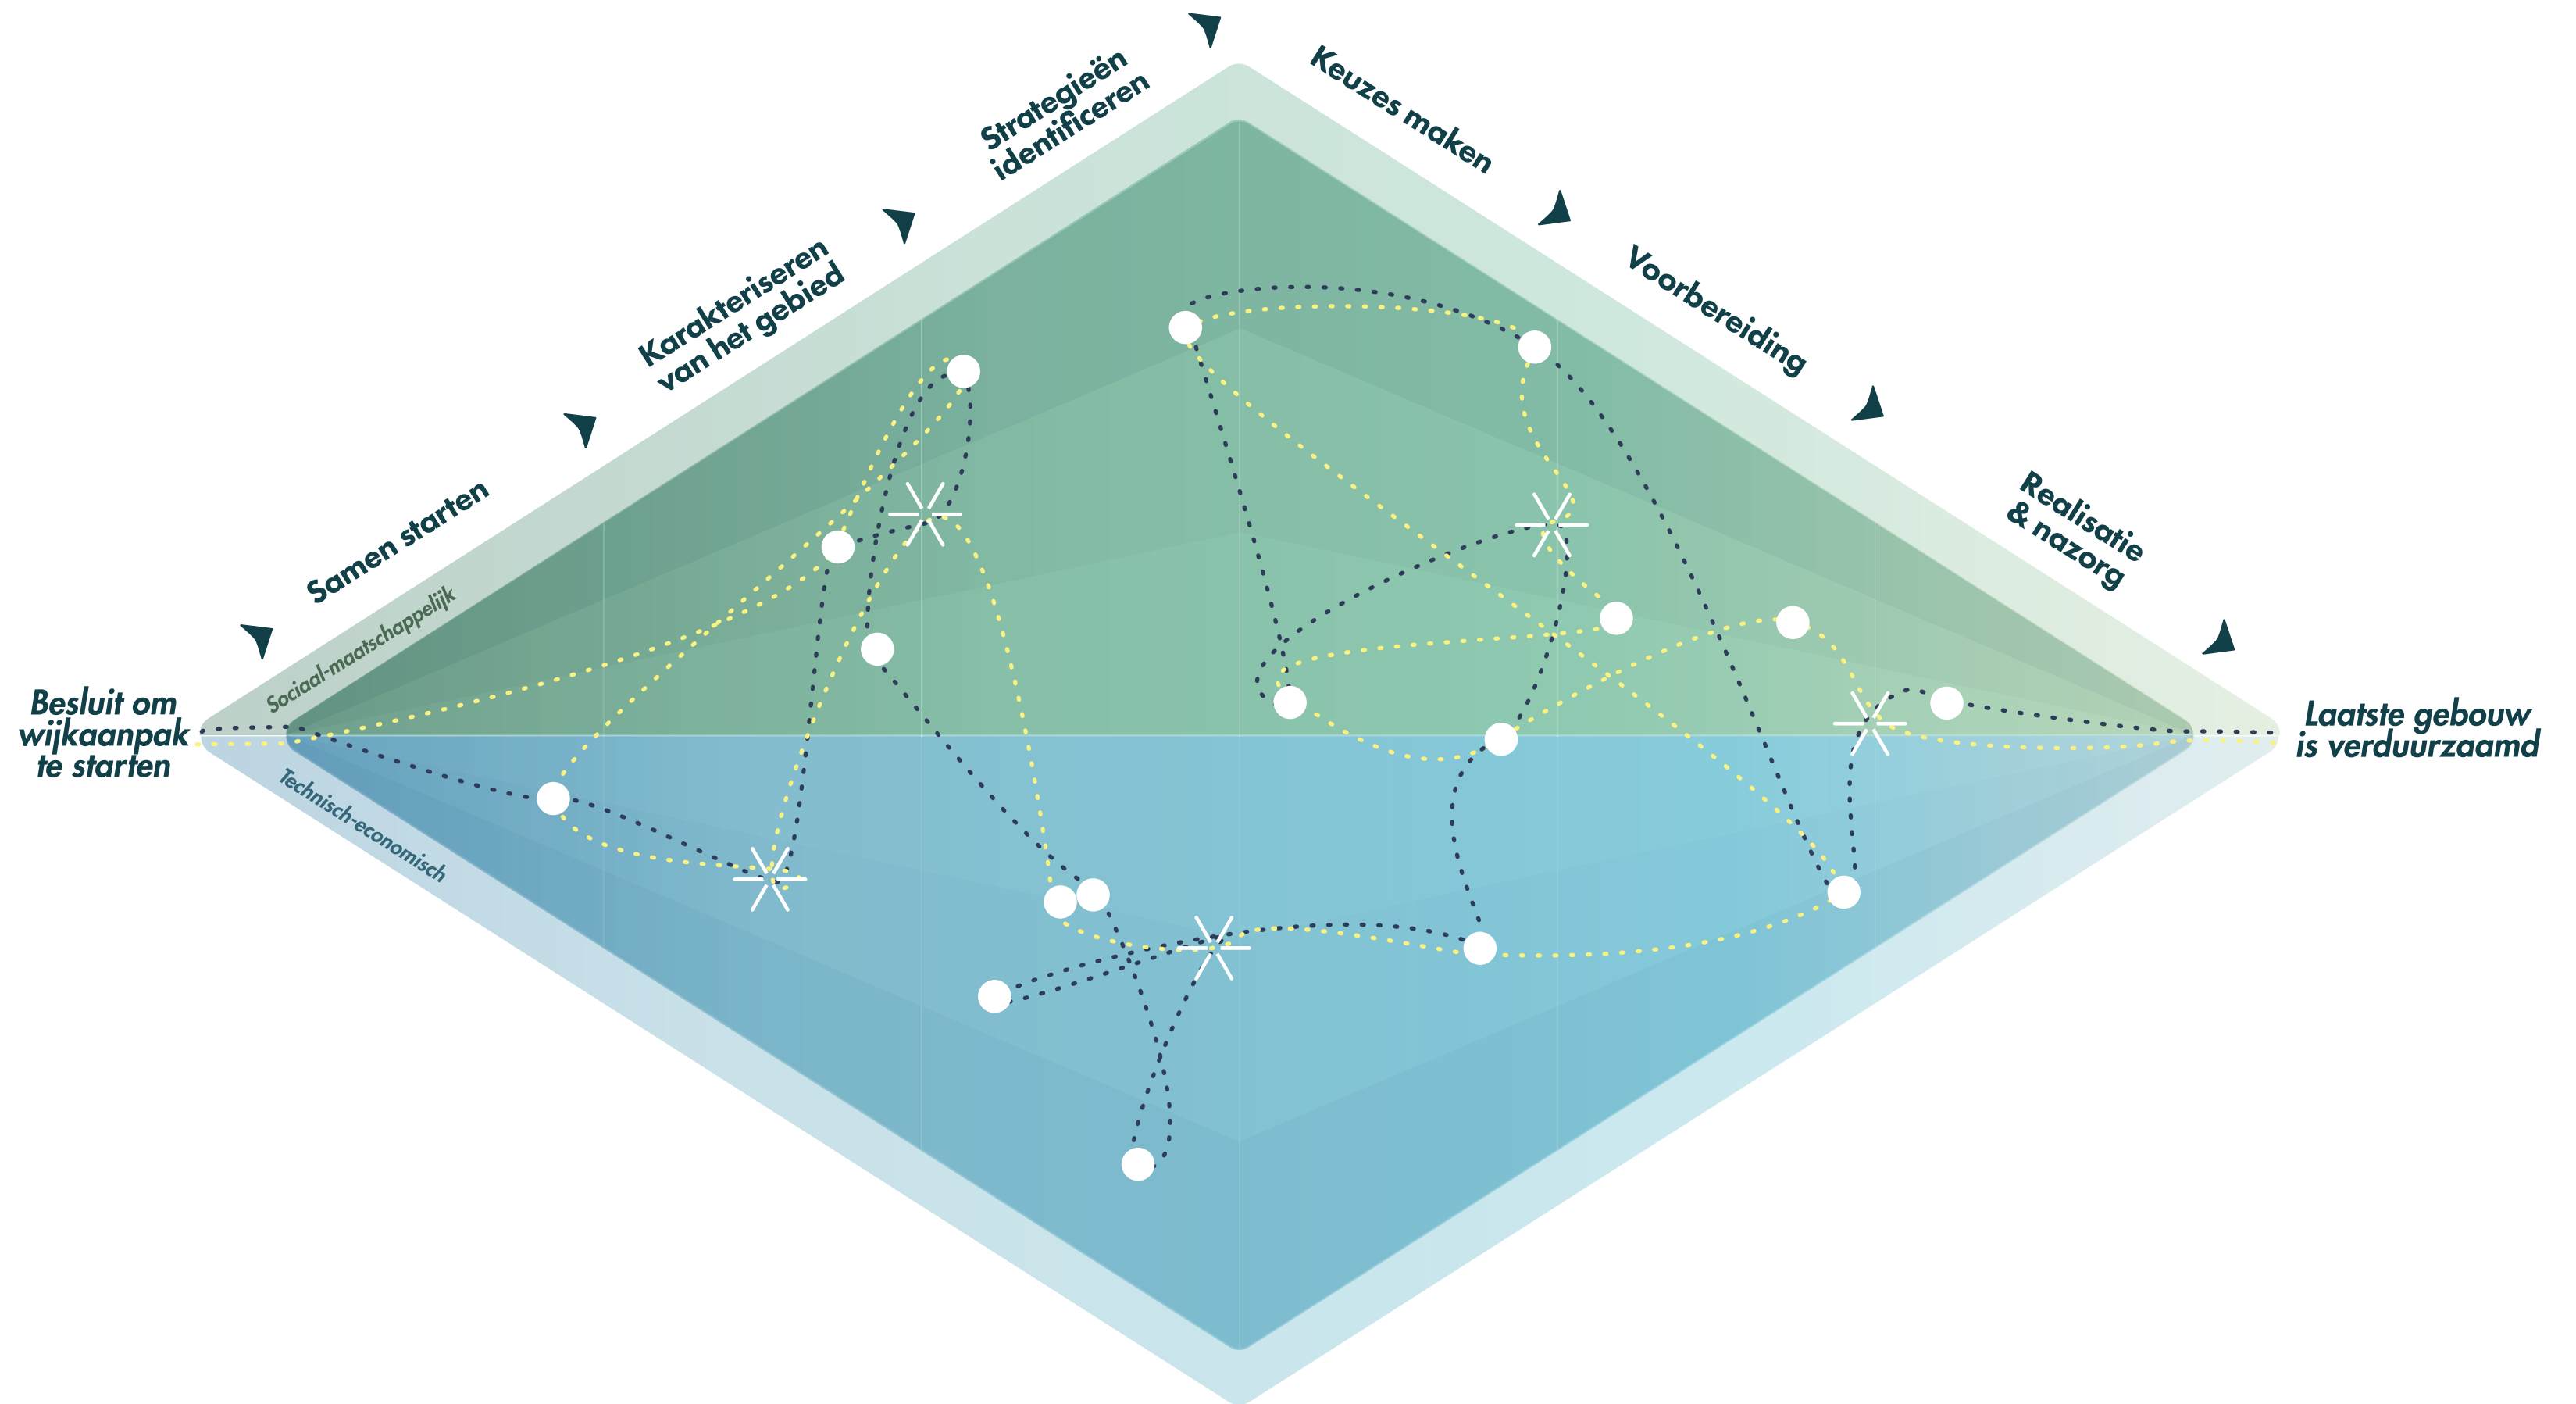 Besluit om
wijkaanpak
te starten
Sociaal-maatschappelijk
Technisch-economisch
Samen starten
Karakteriseren
van het gebied
Strategieën
identificeren
Keuzes maken
Voorbereiding
Realisatie
& nazorg
Laatste gebouw
is verduurzaamd